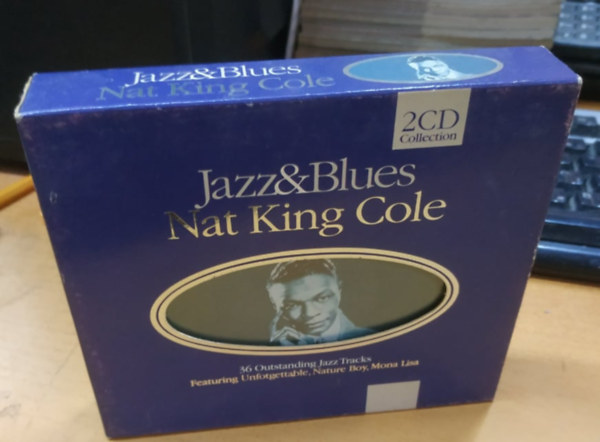 Jazz&Blues
Nat King Cole
2CD
Collection
Jazz&Blues
Nat King Cole
36 Outstanding Jazz Tracks
Featuring Unforgettable, Nature Boy, Mona Lisa